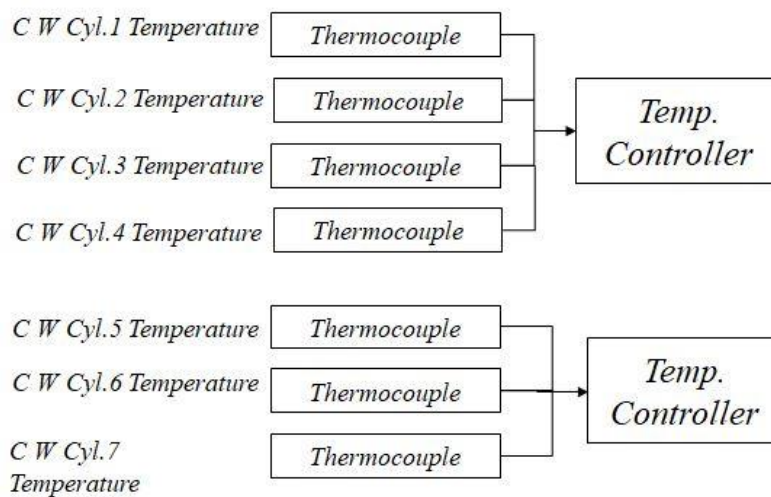 C W Cyl.1 Temperature
Thermocouple
C W Cyl.2 Temperature
Thermocouple
Temp.
Controller
C W Cyl.3 Temperature
Thermocouple
C W Cyl.4 Temperature
Thermocouple
C W Cyl.5 Temperature
Thermocouple
C W Cyl.6 Temperature
Thermocouple
Temp.
Controller
C W Cyl.7
Temperature
Thermocouple